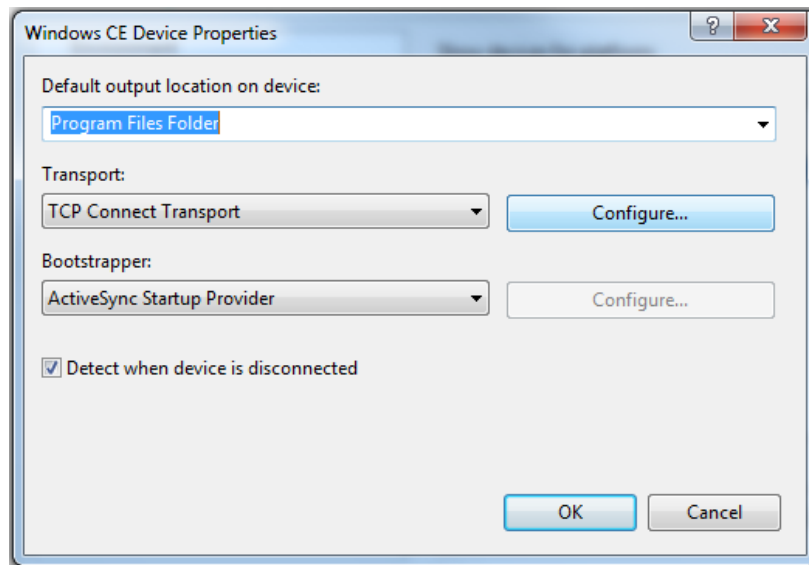 Windows CE Device Properties
Default output location on device:
Program Files Folder
Transport:
TCP Connect Transport
Configure...
Bootstrapper:
ActiveSync Startup Provider
Configure...
Detect when device is disconnected
OK
Cancel